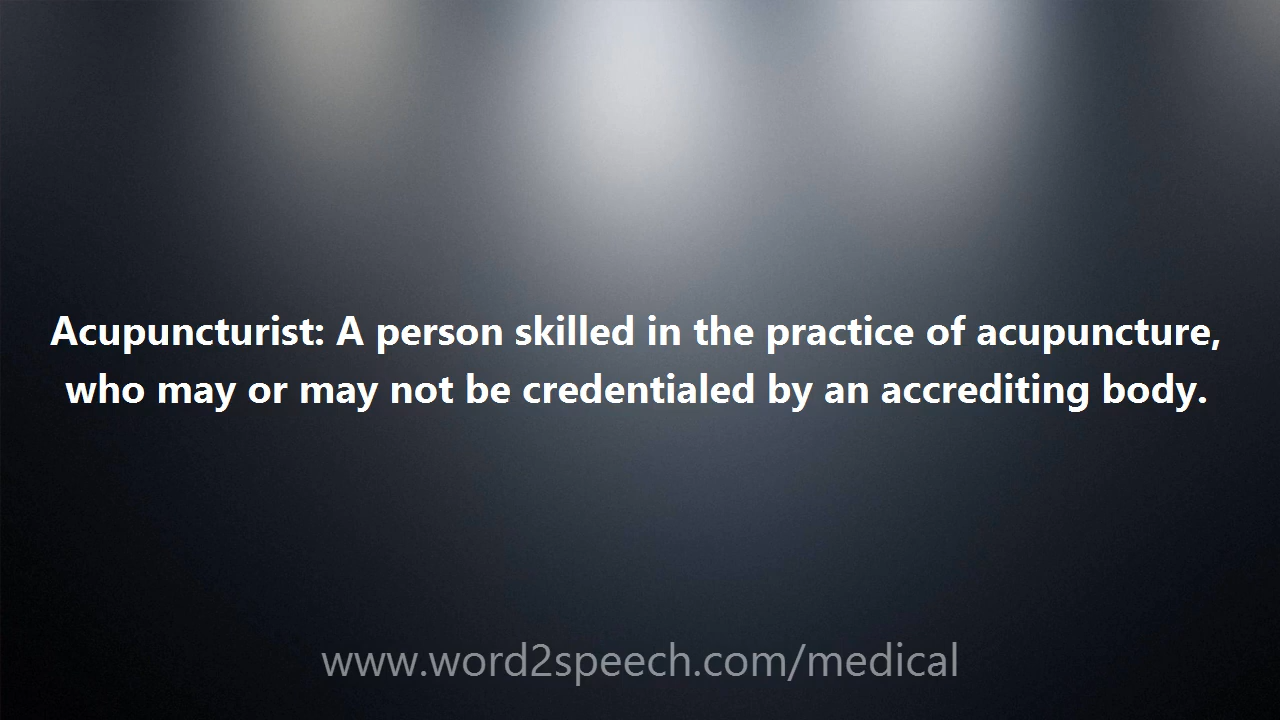 Acupuncturist: A person skilled in the practice of acupuncture,
who may or may not be credentialed by an accrediting body.
www.word2speech.com/medical